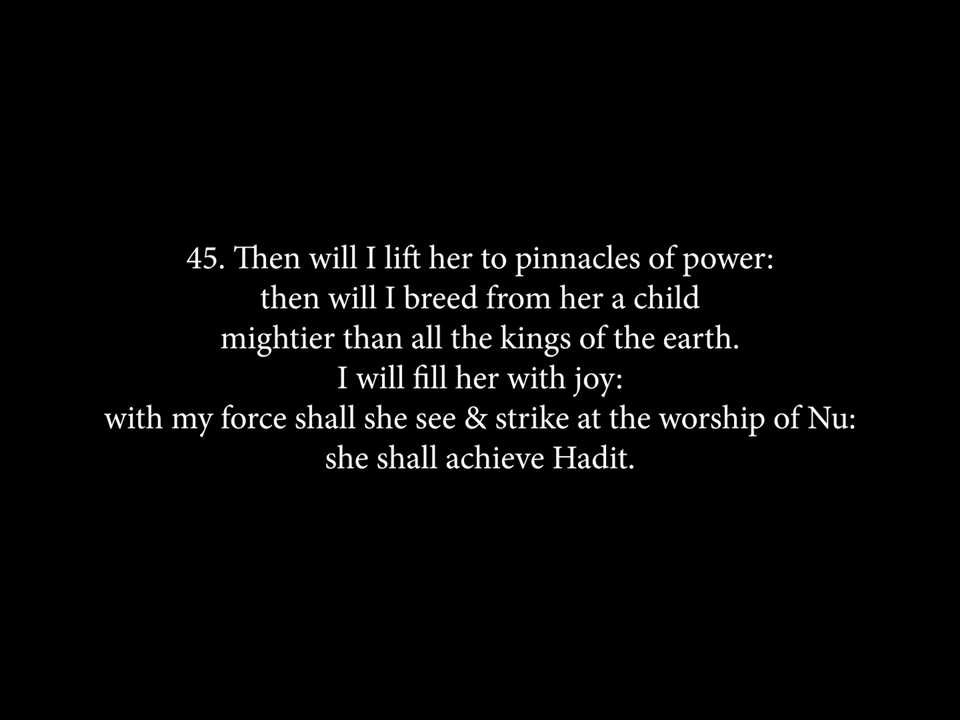 45. Then will I lift her to pinnacles of power:
then will I breed from her a child
mightier than all the kings of the earth.
I will fill her with joy:
with my force shall she see & strike at the worship of Nu:
she shall achieve Hadit.